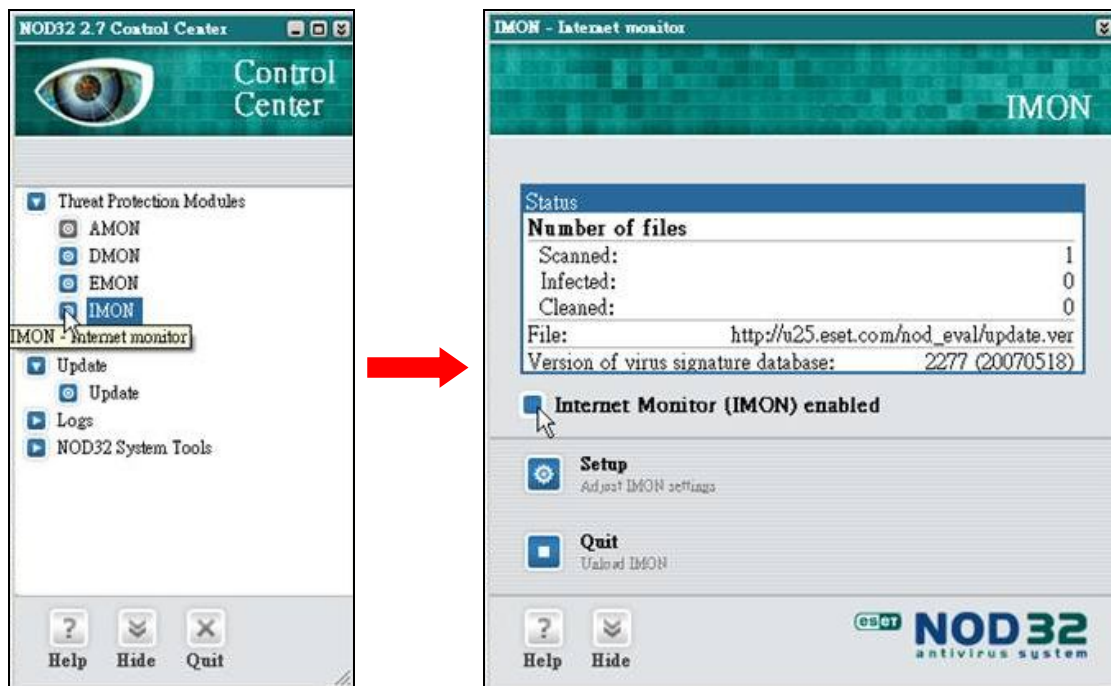 NOD32 2.7 Control Center
Control
Center
Threat Protection Modules
AMON
DMON
EMON
IMON
IMON - Internet monitor
Update
Update
Logs
NOD32 System Tools
?
Help Hide Quit
IMON - Internet monitor
IMON
Status
Number of files
Scanned: 1
Infected: 0
Cleaned: 0
File: http://u25.eset.com/nod_eval/update.ver
Version of virus signature database: 2277 (20070518)
Internet Monitor (IMON) enabled
Setup
Adjust IMON settings
Quit
Unload IMON
?
Help Hide
eseT NOD32
antivirus system